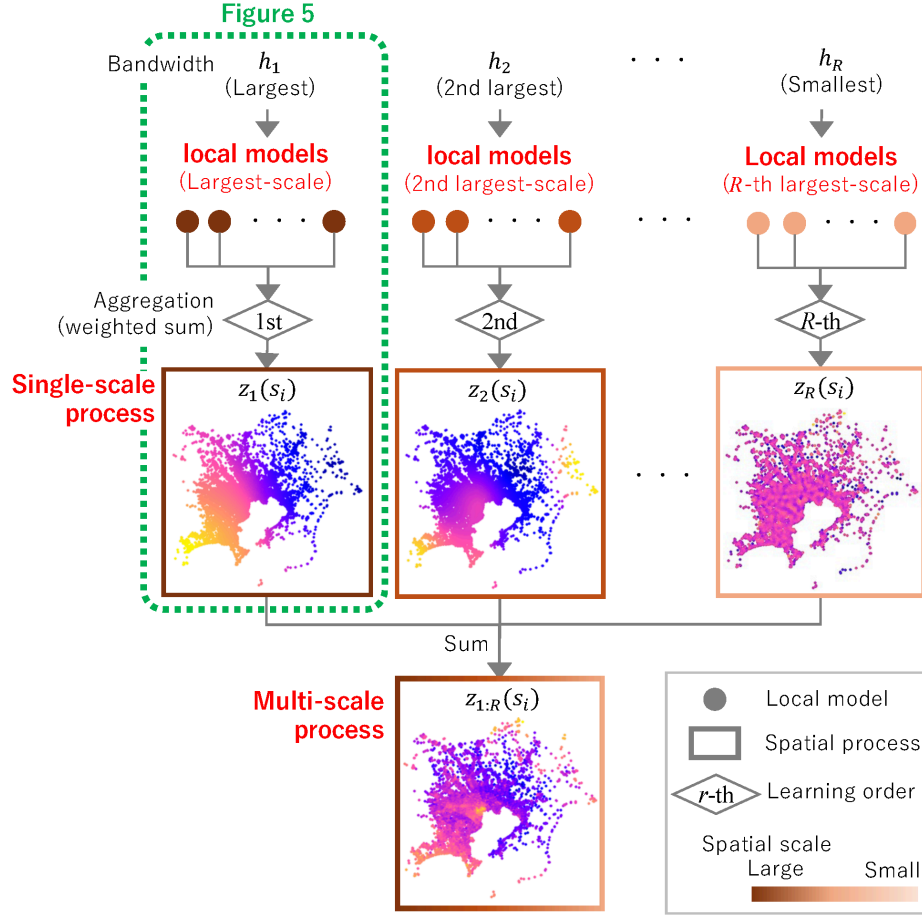 Figure 5
Bandwidth
h₁
(Largest)
local models
(Largest-scale)
· · · ·
Aggregation
(weighted sum)
1st
Single-scale
process
z₁(sᵢ)
h₂
(2nd largest)
local models
(2nd largest-scale)
· · · ·
2nd
z₂(sᵢ)
· · ·
· · ·
· · ·
h_R
(Smallest)
Local models
(R-th largest-scale)
· · · ·
R-th
z_R(sᵢ)
Sum
Multi-scale
process
z₁:R(sᵢ)
Local model
Spatial process
r-th
Learning order
Spatial scale
Large
Small